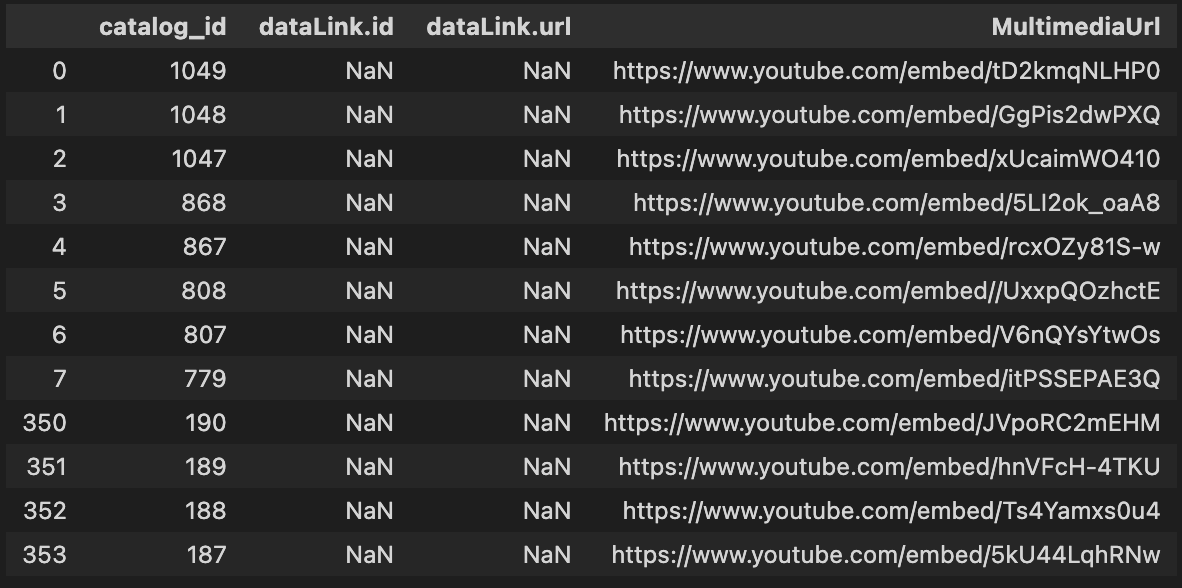 catalog_id dataLink.id dataLink.url MultimediaUrl
0 1049 NaN NaN https://www.youtube.com/embed/tD2kmqNLHP0
1 1048 NaN NaN https://www.youtube.com/embed/GgPis2dwPXQ
2 1047 NaN NaN https://www.youtube.com/embed/xUcaimWO410
3 868 NaN NaN https://www.youtube.com/embed/5LI2ok_oaA8
4 867 NaN NaN https://www.youtube.com/embed/rcxOZy81S-w
5 808 NaN NaN https://www.youtube.com/embed//UxxpQOzhctE
6 807 NaN NaN https://www.youtube.com/embed/V6nQYsYtwOs
7 779 NaN NaN https://www.youtube.com/embed/itPSSEPAE3Q
350 190 NaN NaN https://www.youtube.com/embed/JVpoRC2mEHM
351 189 NaN NaN https://www.youtube.com/embed/hnVFcH-4TKU
352 188 NaN NaN https://www.youtube.com/embed/Ts4Yamxs0u4
353 187 NaN NaN https://www.youtube.com/embed/5kU44LqhRNw